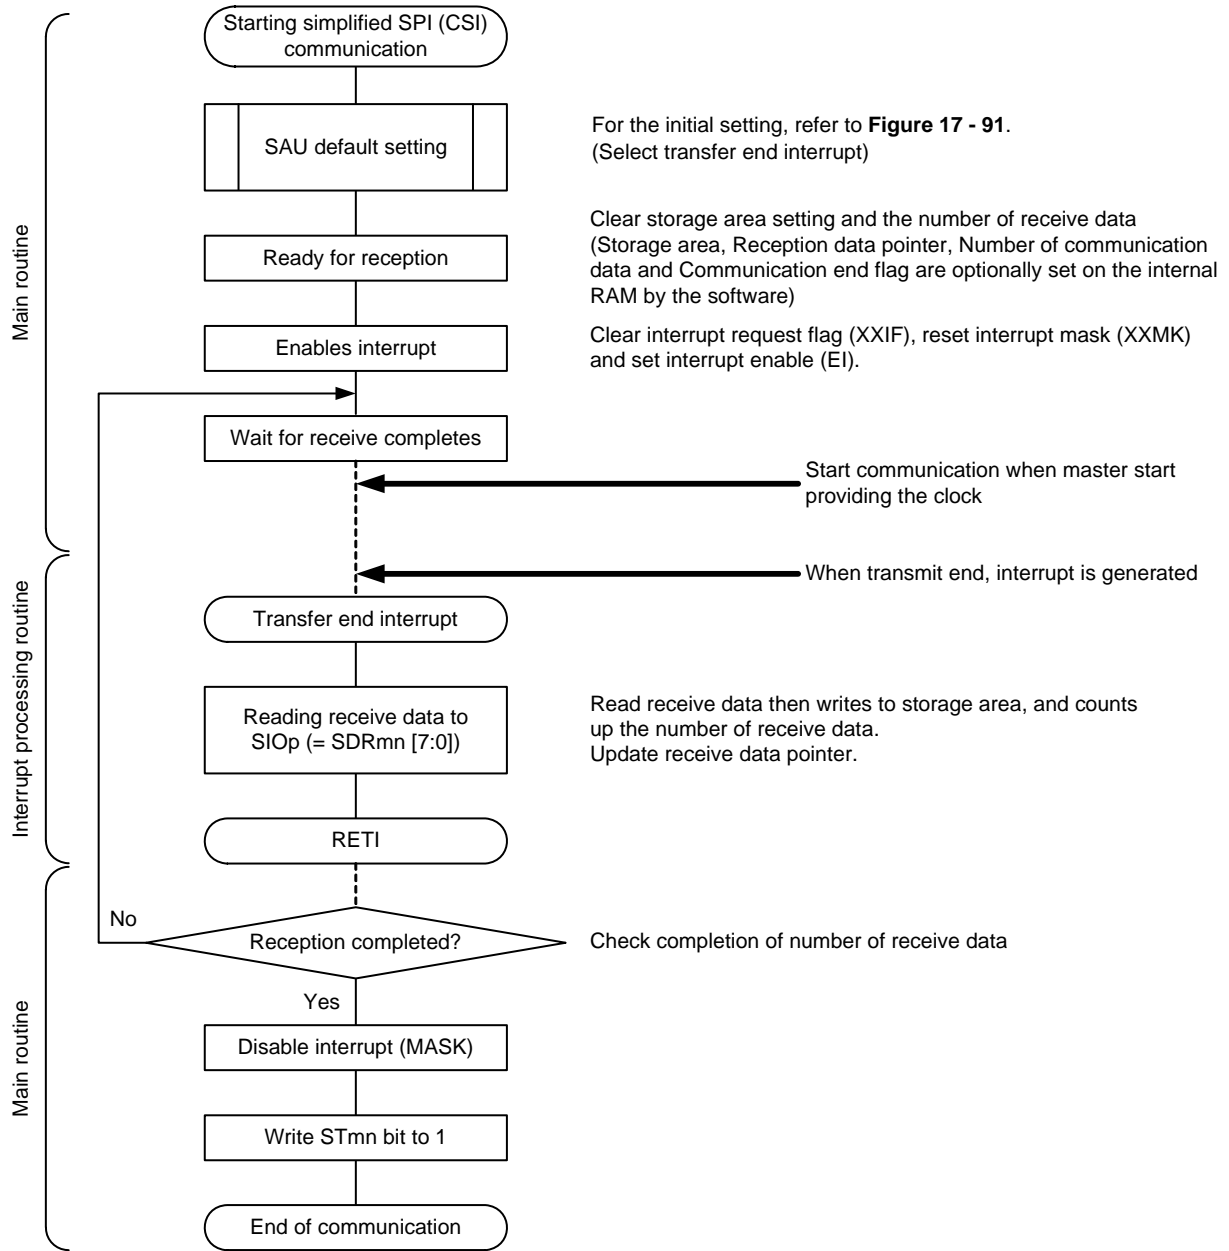 Starting simplified SPI (CSI)
communication
SAU default setting
For the initial setting, refer to Figure 17 - 91.
(Select transfer end interrupt)
Main routine
Ready for reception
Clear storage area setting and the number of receive data
(Storage area, Reception data pointer, Number of communication
data and Communication end flag are optionally set on the internal
RAM by the software)
Enables interrupt
Clear interrupt request flag (XXIF), reset interrupt mask (XXMK)
and set interrupt enable (EI).
Wait for receive completes
Start communication when master start
providing the clock
When transmit end, interrupt is generated
Interrupt processing routine
Transfer end interrupt
Reading receive data to
SIOp (= SDRmn [7:0])
Read receive data then writes to storage area, and counts
up the number of receive data.
Update receive data pointer.
RETI
No
Reception completed?
Check completion of number of receive data
Yes
Main routine
Disable interrupt (MASK)
Write STmn bit to 1
End of communication